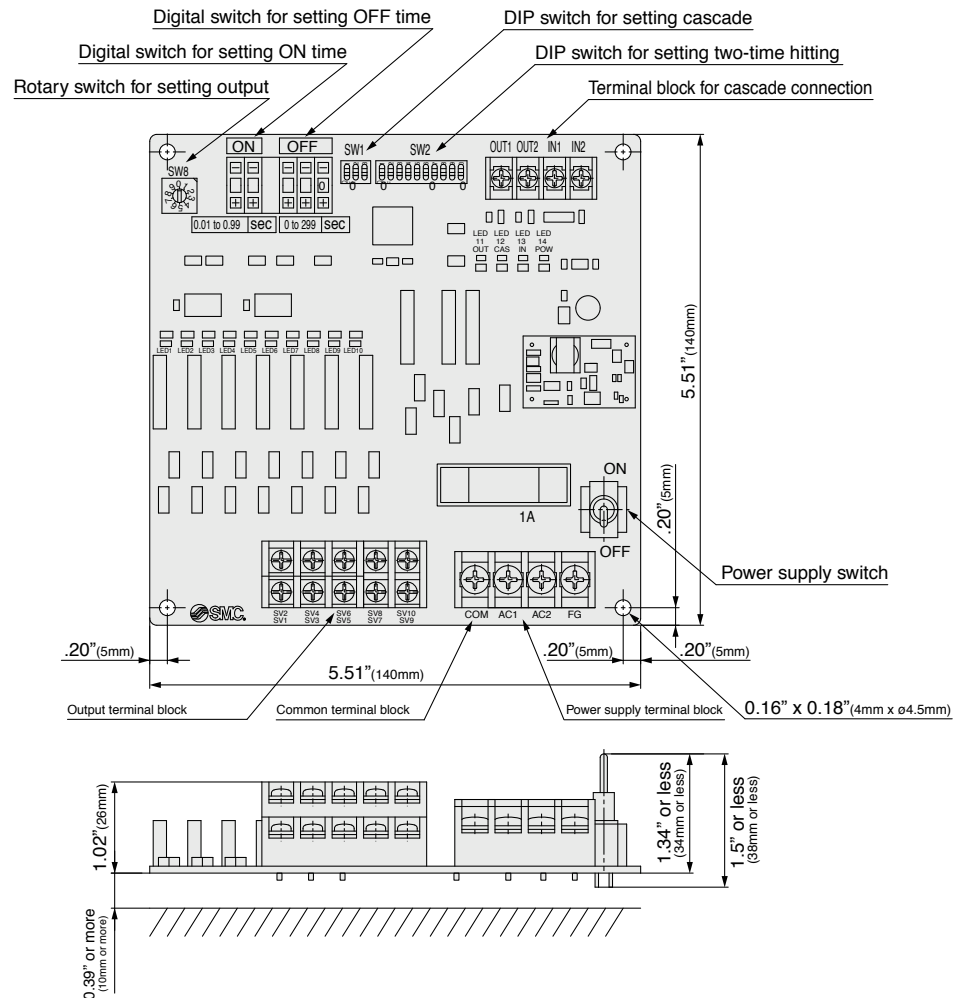 Digital switch for setting OFF time
DIP switch for setting cascade
Digital switch for setting ON time
DIP switch for setting two-time hitting
Rotary switch for setting output
Terminal block for cascade connection
ON OFF SW1 SW2 OUT1 OUT2 IN1 IN2
SW8
0
0.01 to 0.99 sec 0 to 299 sec
LED 11 OUT
LED 12 CAS
LED 13 IN
LED 14 POW
LED1 LED2 LED3 LED4 LED5 LED6 LED7 LED8 LED9 LED10
5.51" (140mm)
ON
1A
OFF
.20" (5mm)
Power supply switch
SMC.
SV2 SV4 SV6 SV8 SV10
SV1 SV3 SV5 SV7 SV9
COM AC1 AC2 FG
.20" (5mm)
5.51" (140mm)
.20" (5mm)
.20" (5mm)
Output terminal block
Common terminal block
Power supply terminal block
0.16" x 0.18" (4mm x ø4.5mm)
1.02" (26mm)
1.34" or less
(34mm or less)
1.5" or less
(38mm or less)
0.39" or more
(10mm or more)